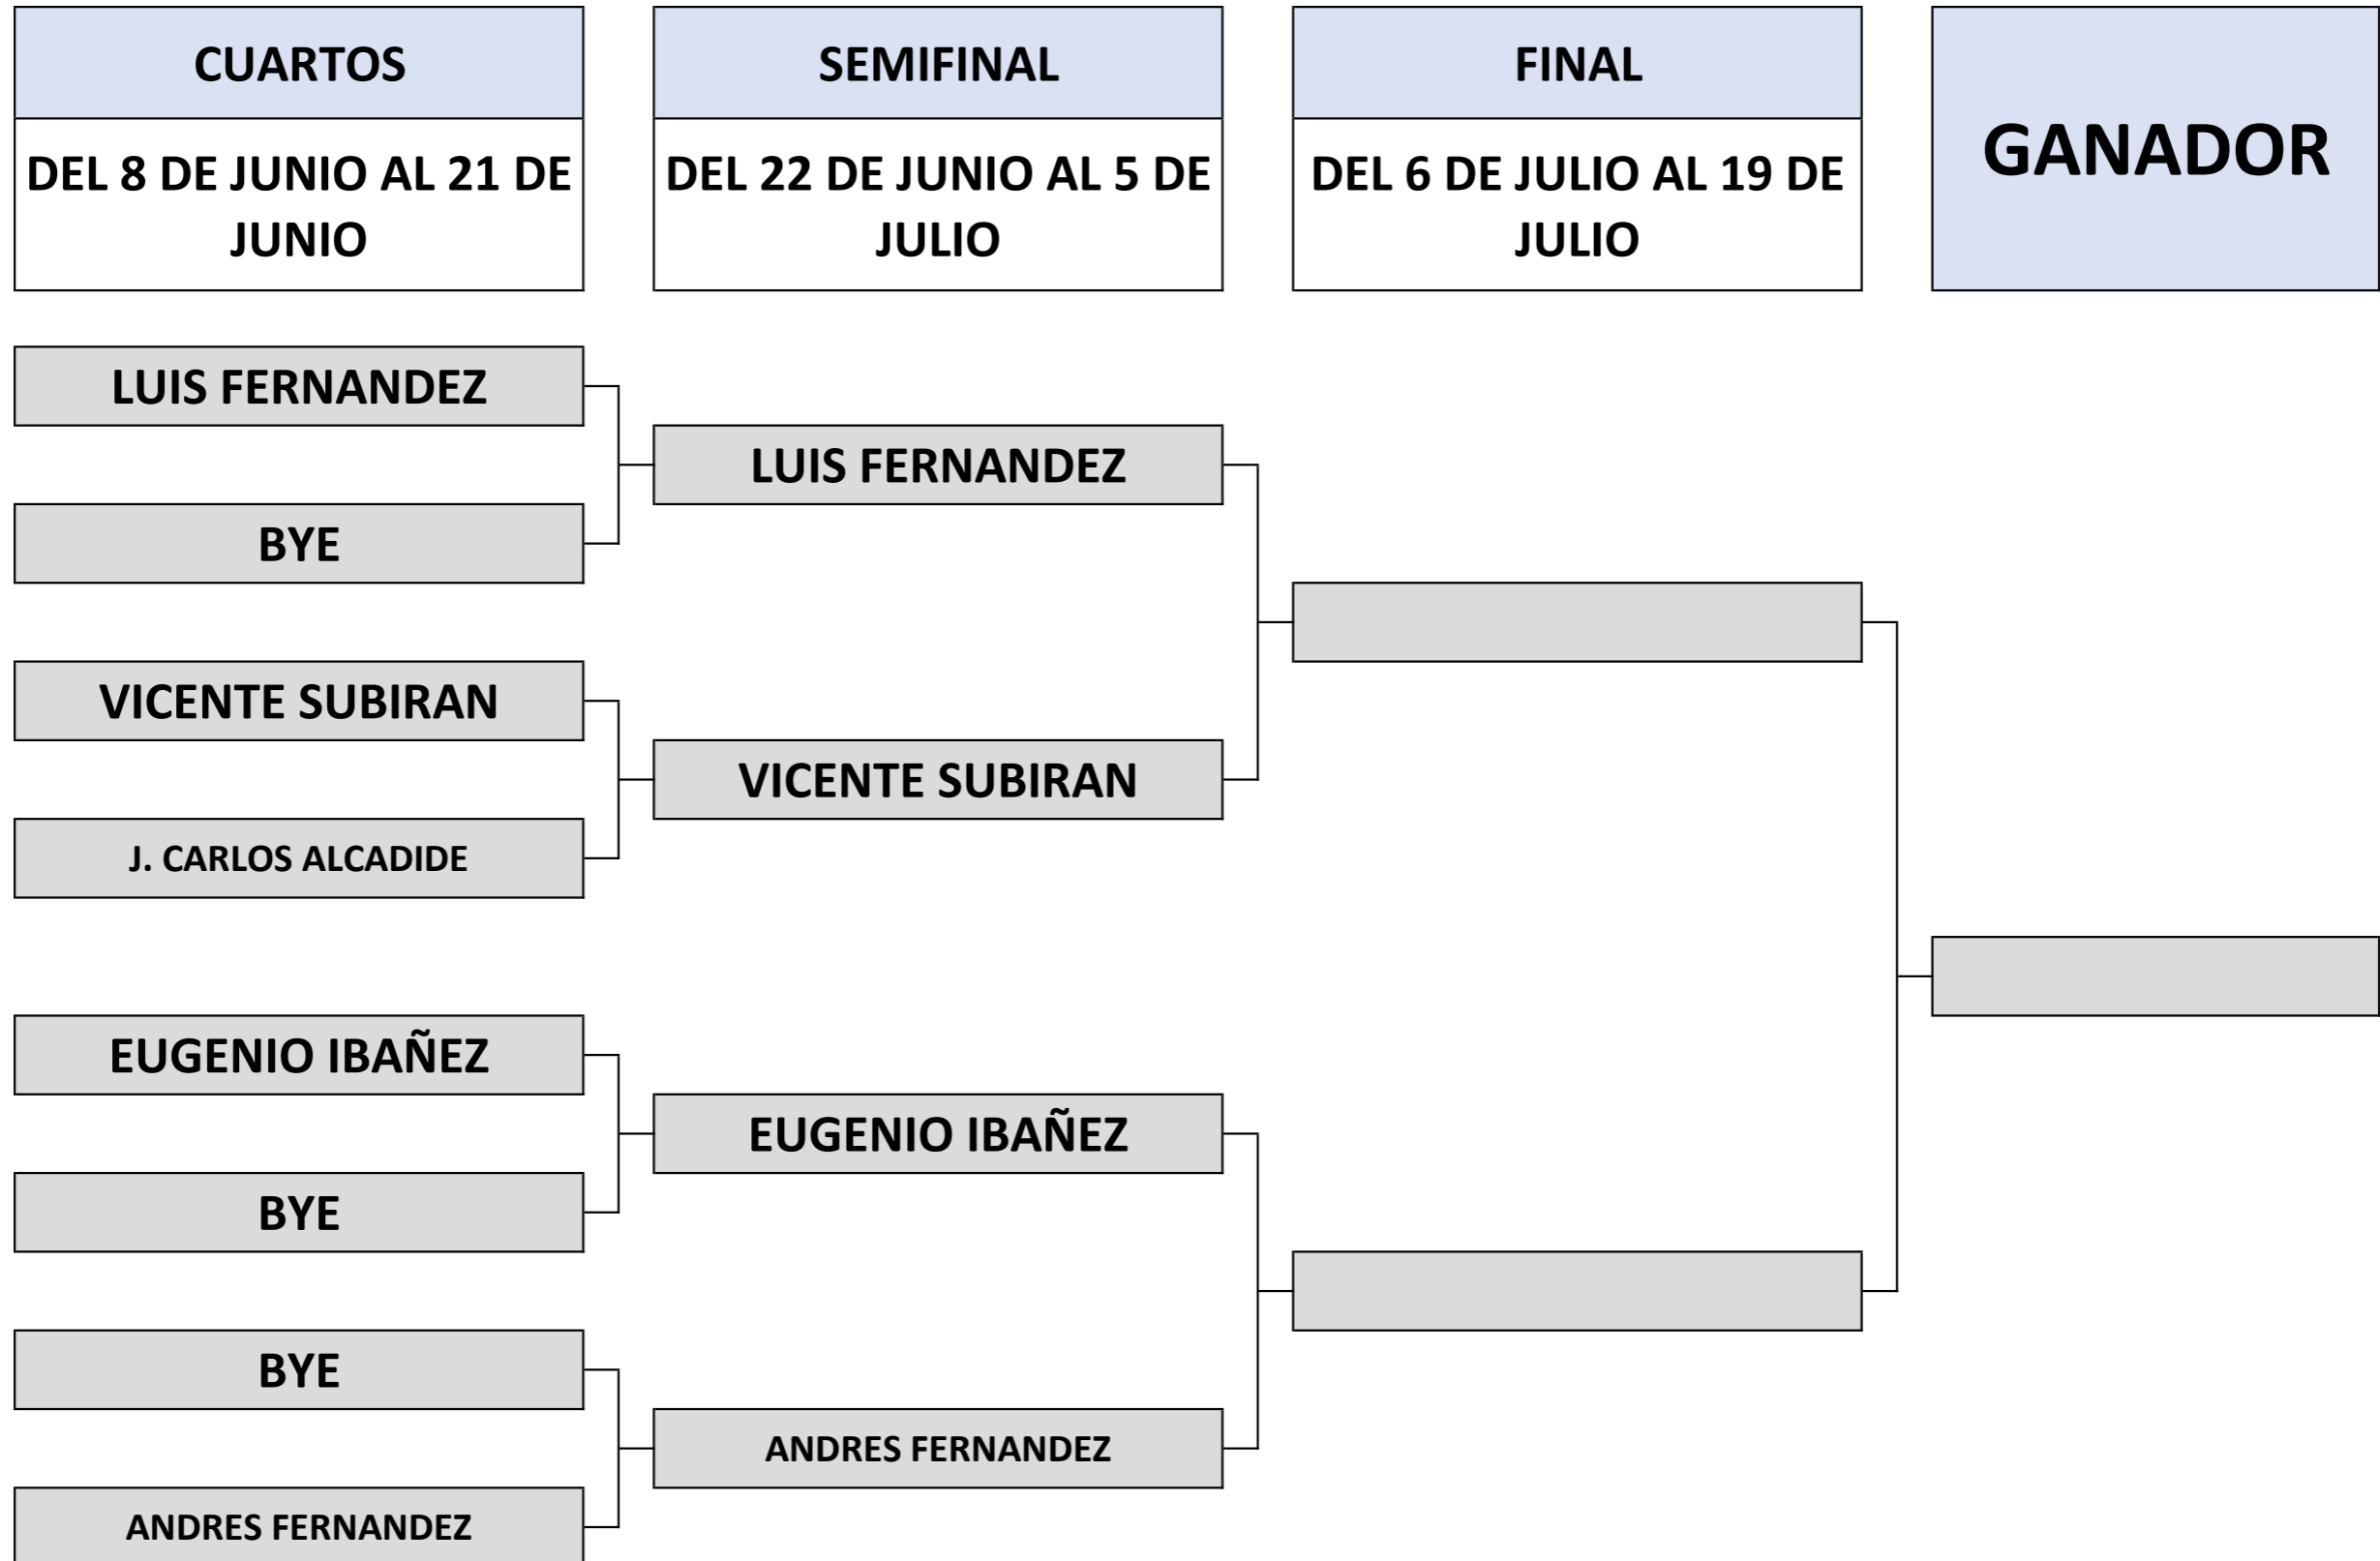 CUARTOS
SEMIFINAL
FINAL
GANADOR
DEL 8 DE JUNIO AL 21 DE
JUNIO
DEL 22 DE JUNIO AL 5 DE
JULIO
DEL 6 DE JULIO AL 19 DE
JULIO
LUIS FERNANDEZ
LUIS FERNANDEZ
BYE
VICENTE SUBIRAN
VICENTE SUBIRAN
J. CARLOS ALCADIDE
EUGENIO IBAÑEZ
EUGENIO IBAÑEZ
BYE
BYE
ANDRES FERNANDEZ
ANDRES FERNANDEZ